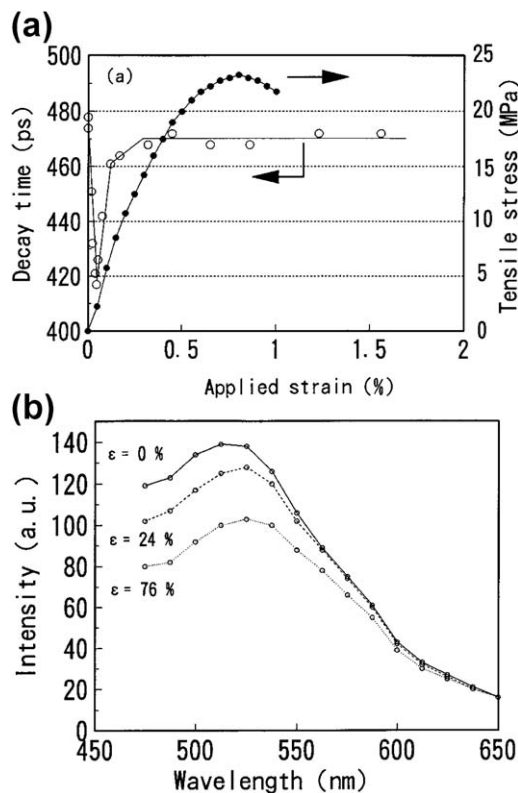 (a)
500
480
460
440
420
400
Decay time (ps)
(a)
25
20
15
10
5
0
Tensile stress (MPa)
0
0.5
1
1.5
2
Applied strain (%)
(b)
140
120
100
80
60
40
20
0
Intensity (a.u.)
ε = 0 %
ε = 24 %
ε = 76 %
450
500
550
600
650
Wavelength (nm)